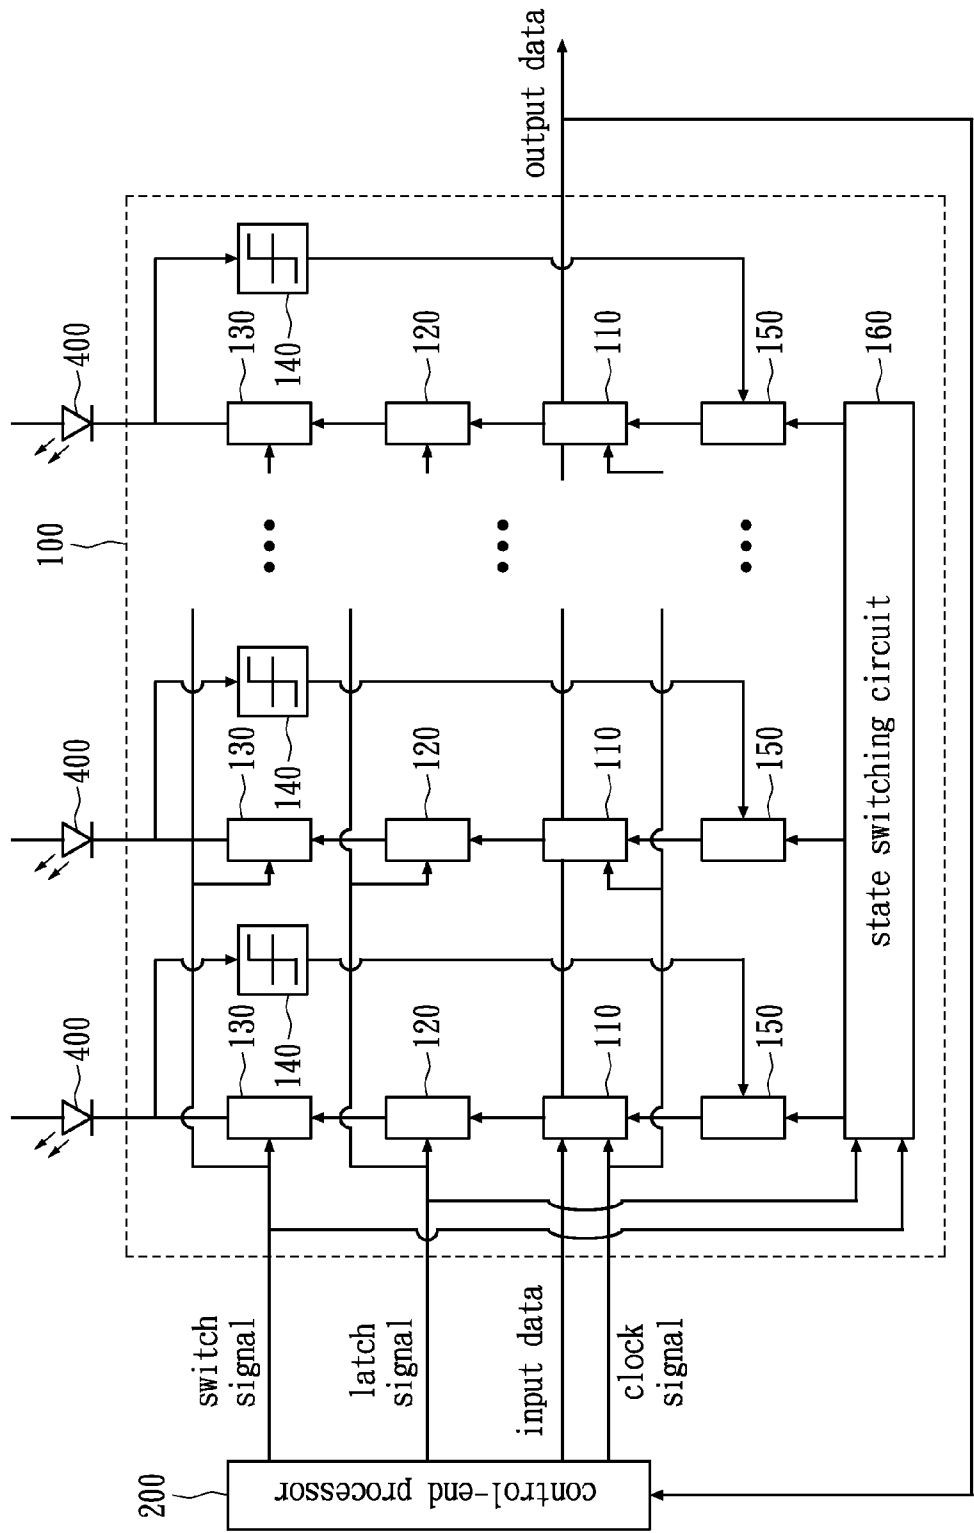 400
400
400
100
130
140
130
140
130
140
120
120
120
110
110
110
150
150
150
160
state switching circuit
output data
switch
signal
latch
signal
input data
clock
signal
200
control-end processor